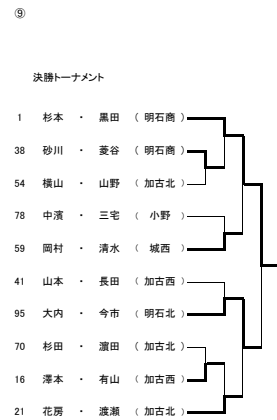 ⑨
決勝トーナメント
1 杉本 ・ 黒田 （ 明石商 ）
38 砂川 ・ 菱谷 （ 明石商 ）
54 横山 ・ 山野 （ 加古北 ）
78 中濱 ・ 三宅 （ 小野 ）
59 岡村 ・ 清水 （ 城西 ）
41 山本 ・ 長田 （ 加古西 ）
95 大内 ・ 今市 （ 明石北 ）
70 杉田 ・ 濵田 （ 加古北 ）
16 澤本 ・ 有山 （ 加古西 ）
21 花房 ・ 渡瀬 （ 加古北 ）